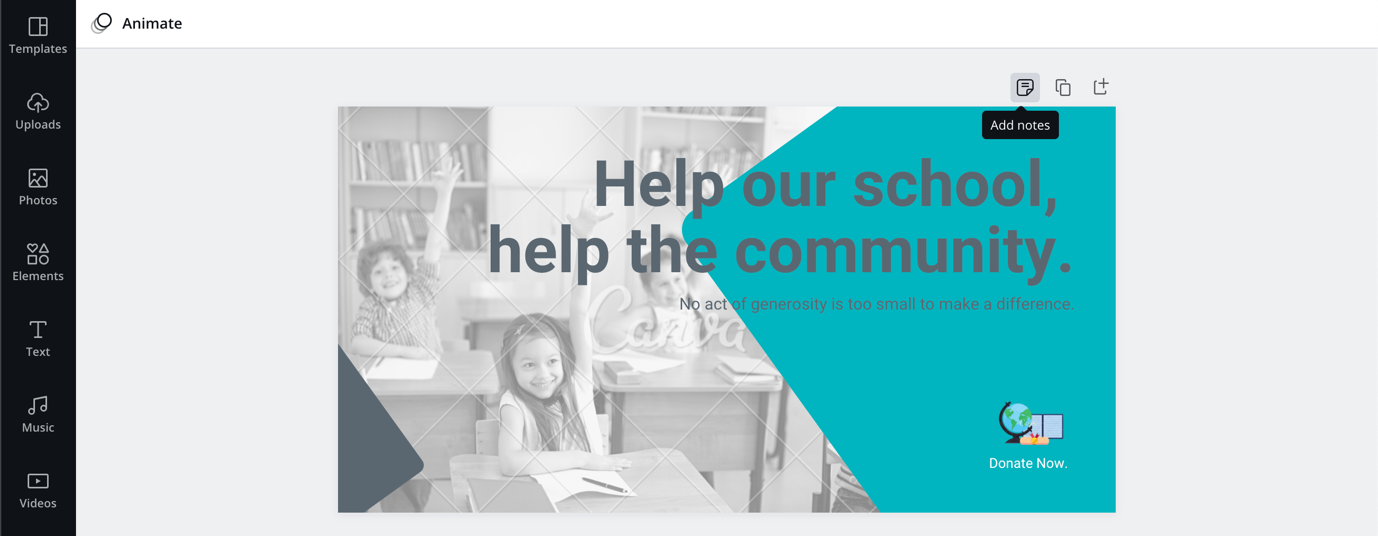 Animate
Templates
Uploads
Photos
Elements
Text
Music
Videos
Add notes
Help our school,
help the community.
No act of generosity is too small to make a difference.
Canva
Donate Now.